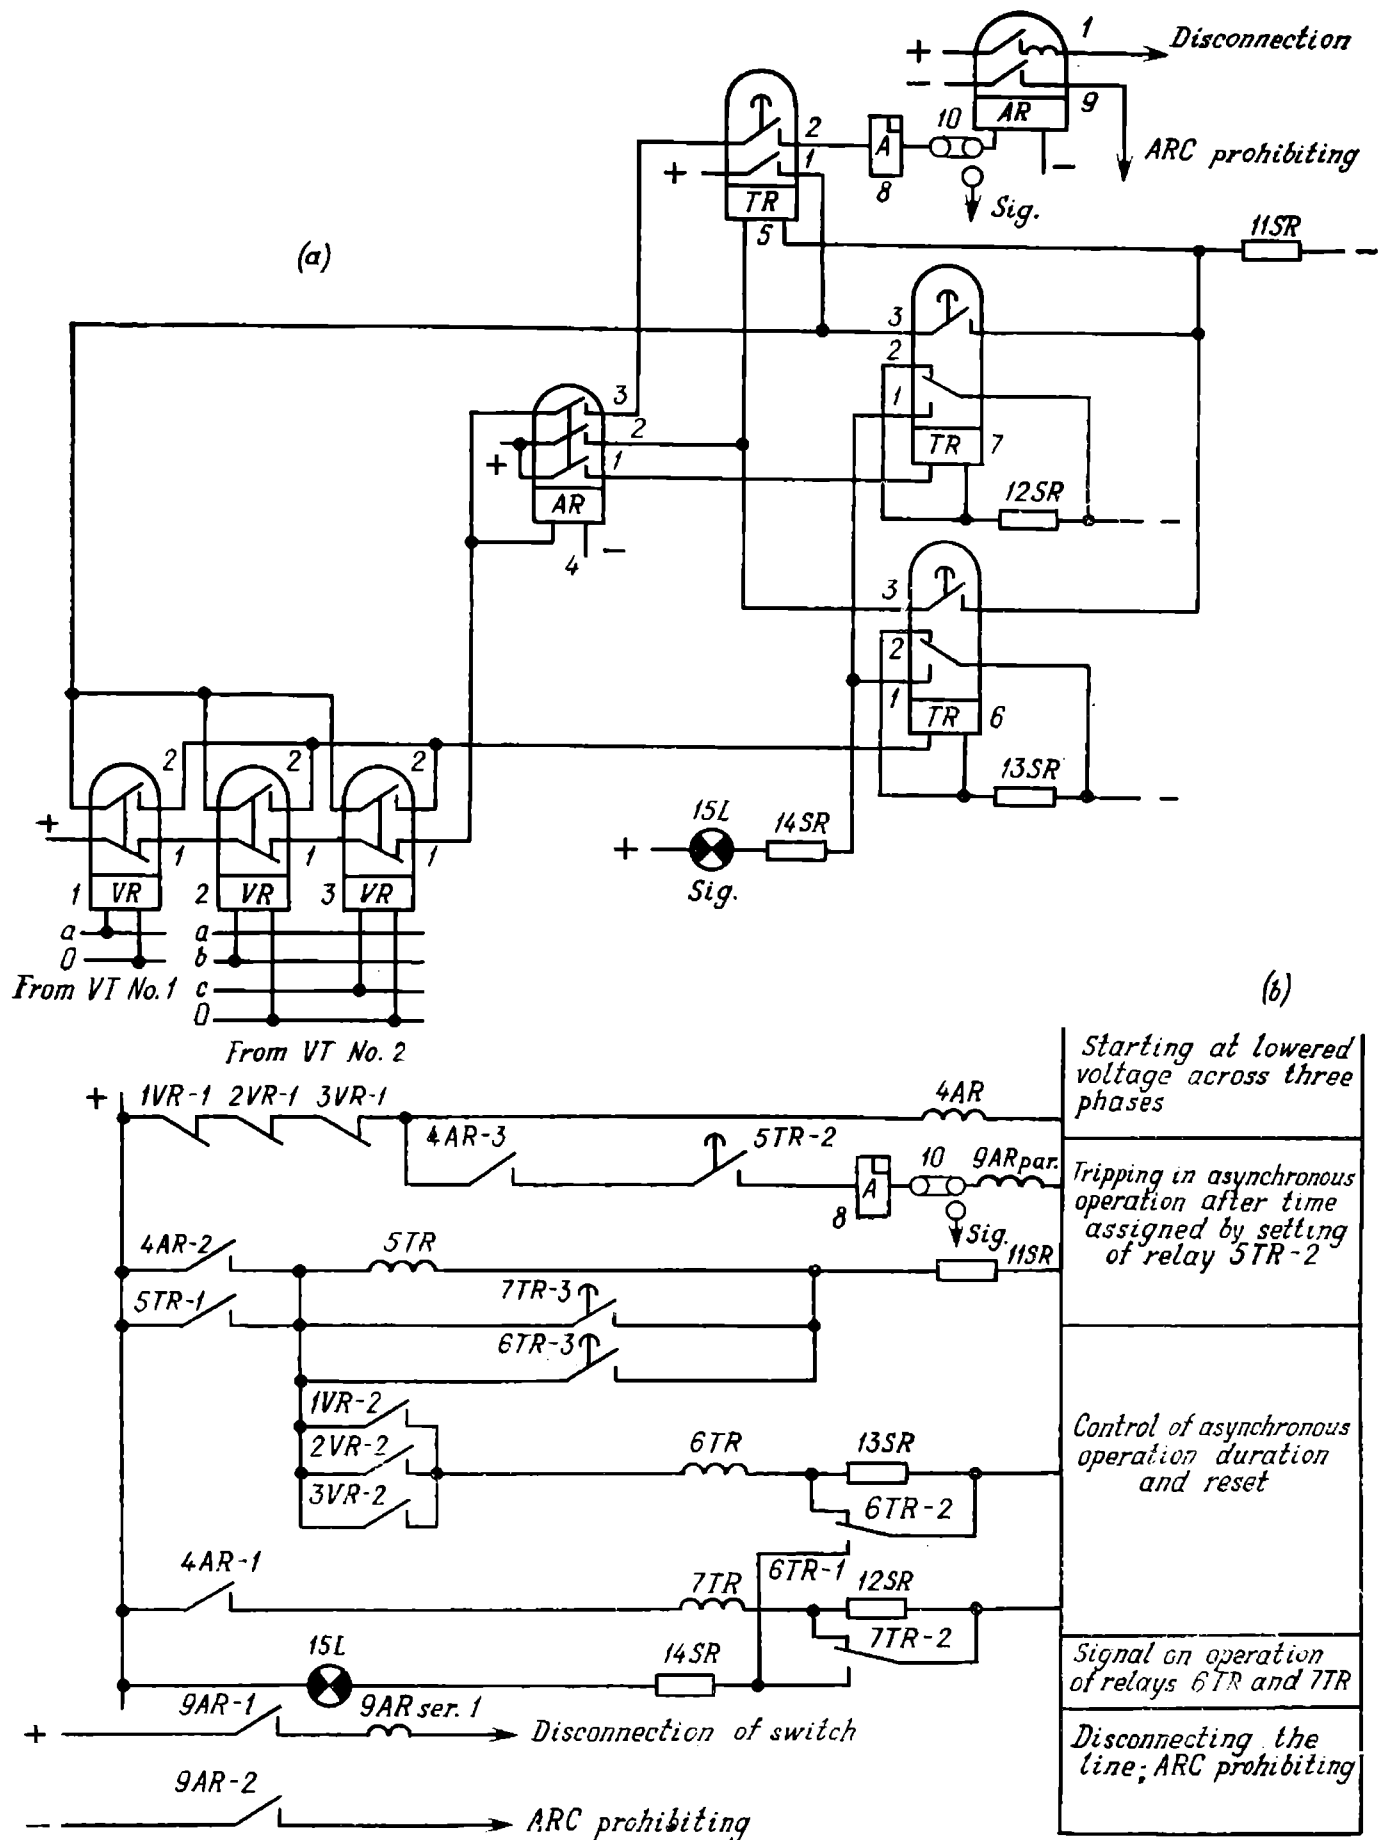 +
1
Disconnection
-
AR
9
ARC prohibiting
-
10
2
A
8
Sig.
+
1
TR
5
(a)
11SR
-
3
2
1
TR
7
12SR
-
3
2
1
+
AR
4
-
3
2
1
TR
6
13SR
-
15L
14SR
+
Sig.
2
2
2
+
1
1
1
1 VR
2 VR
3 VR
a
0
From VT No. 1
a
b
c
0
From VT No. 2
(b)
+
1VR-1
2VR-1
3VR-1
4AR
Starting at lowered
voltage across three
phases
4AR-3
5TR-2
A
8
10
9AR par.
Sig.
Tripping in asynchronous
operation after time
assigned by setting
of relay 5TR-2
4AR-2
5TR
11SR
5TR-1
7TR-3
6TR-3
1VR-2
2VR-2
3VR-2
6TR
13SR
6TR-2
6TR-1
Control of asynchronous
operation duration
and reset
4AR-1
7TR
12SR
7TR-2
15L
14SR
Signal on operation
of relays 6TR and 7TR
9AR-1
9AR ser. 1
+
Disconnection of switch
Disconnecting the
line; ARC prohibiting
9AR-2
-
ARC prohibiting